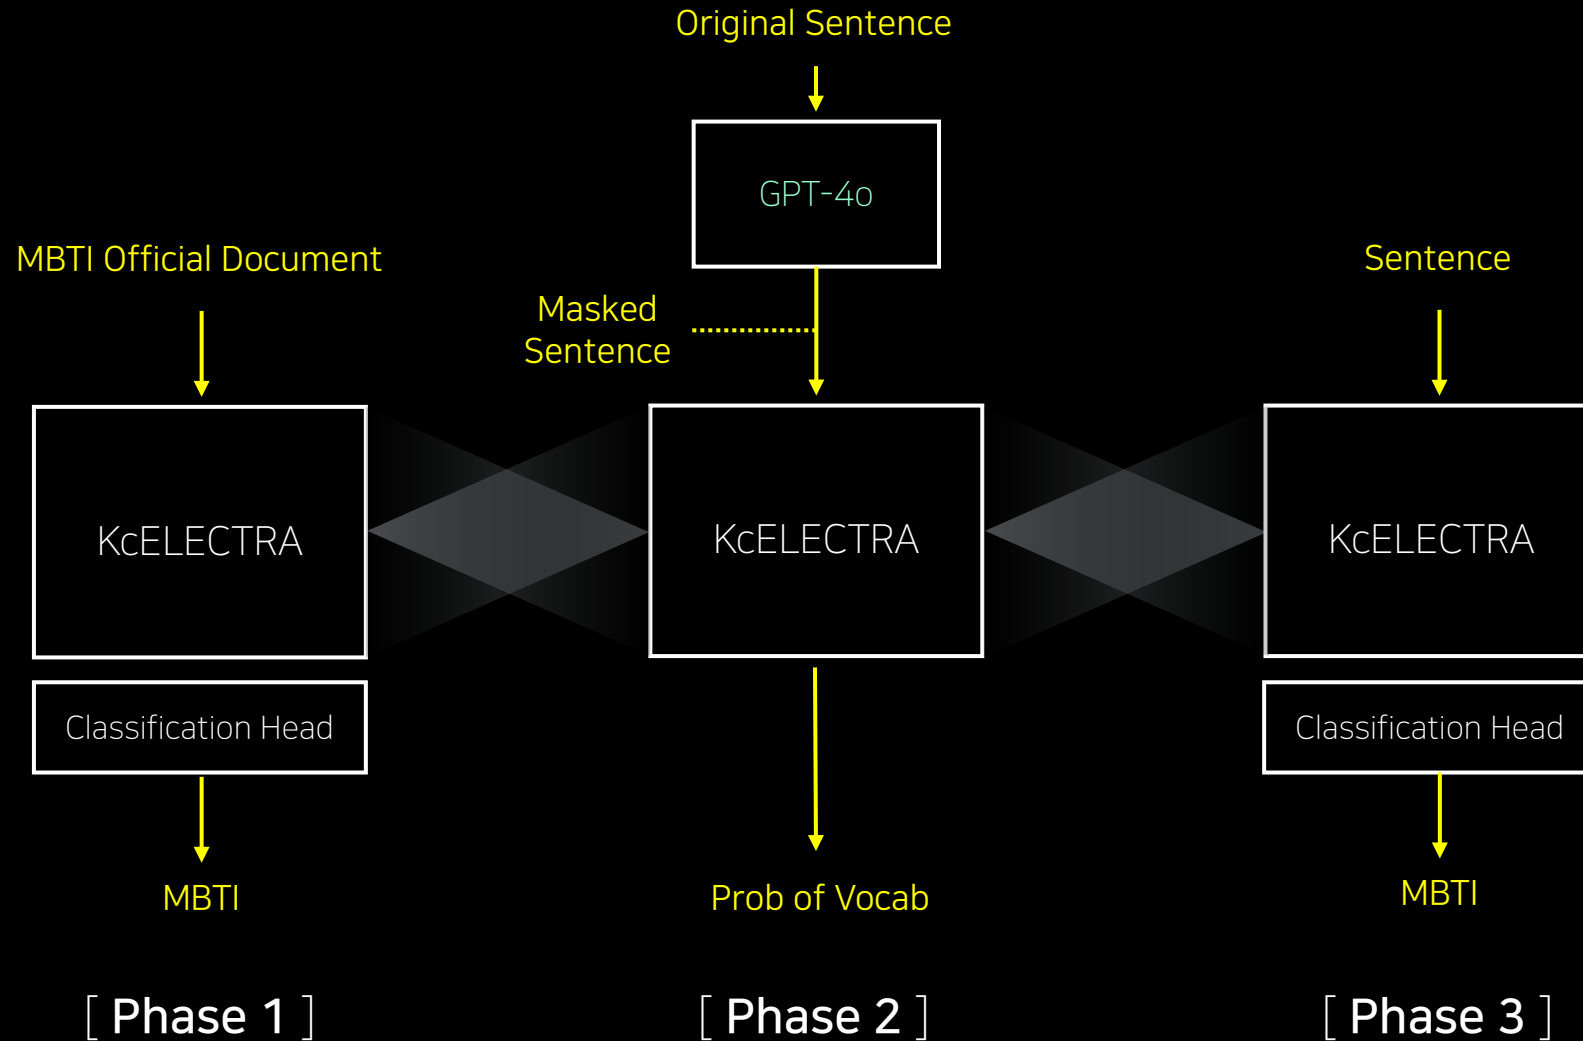 Original Sentence
GPT-4o
MBTI Official Document
Sentence
Masked
Sentence
KcELECTRA
KcELECTRA
KcELECTRA
Classification Head
Classification Head
MBTI
Prob of Vocab
MBTI
[ Phase 1 ]
[ Phase 2 ]
[ Phase 3 ]